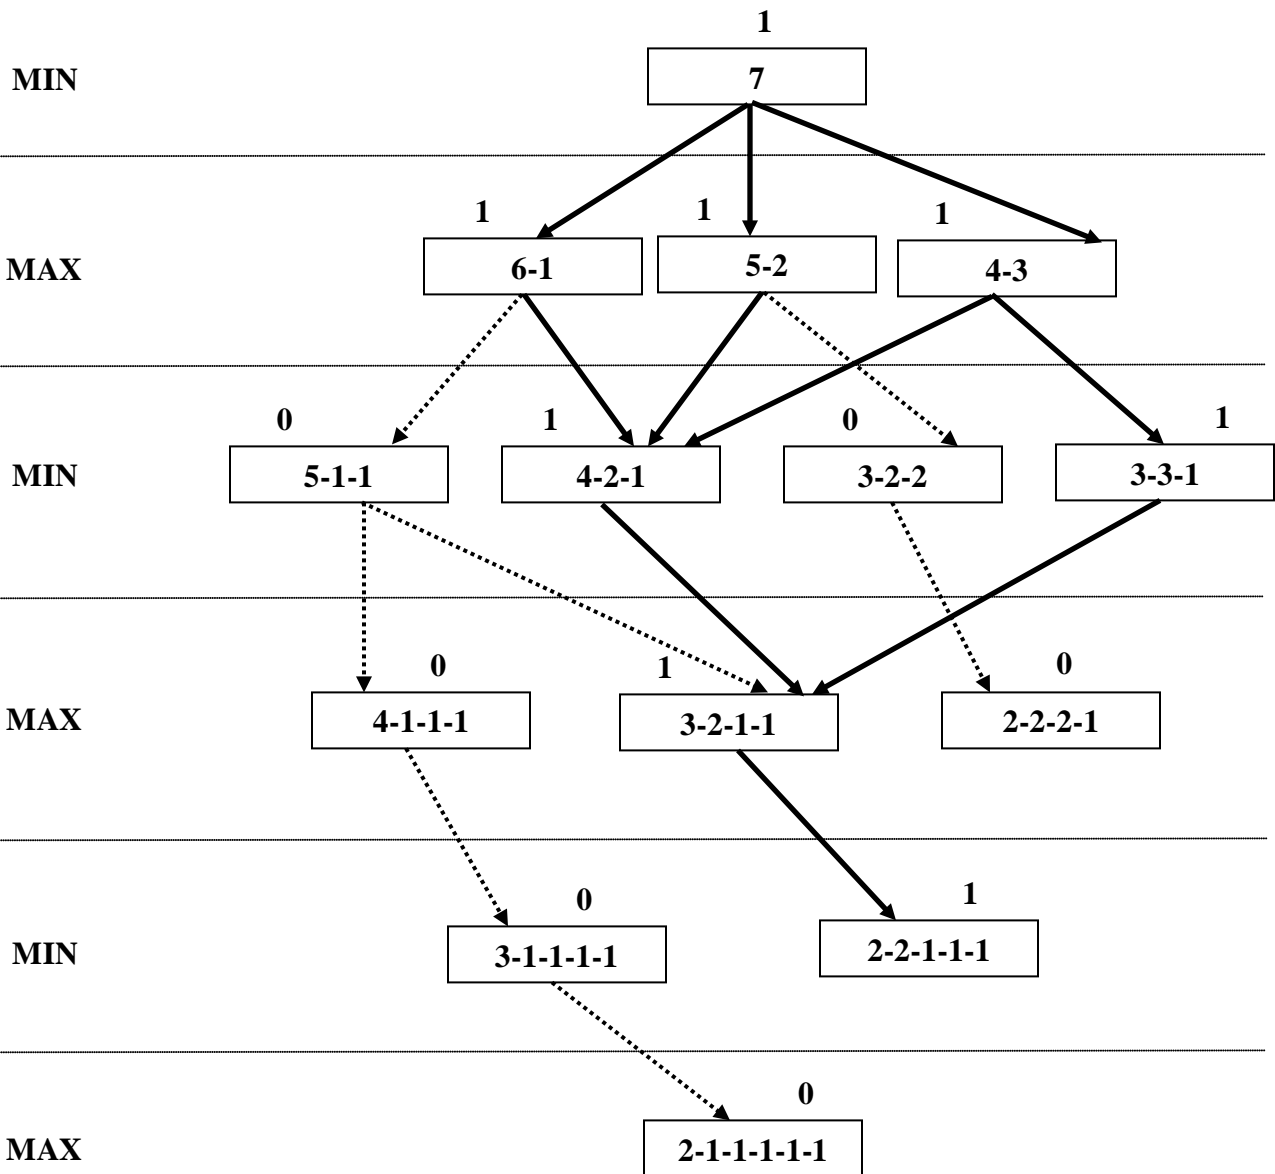 1
MIN 7
1 1 1
MAX 6-1 5-2 4-3
0 1 0 1
MIN 5-1-1 4-2-1 3-2-2 3-3-1
0 1 0
MAX 4-1-1-1 3-2-1-1 2-2-2-1
0 1
MIN 3-1-1-1-1 2-2-1-1-1
0
MAX 2-1-1-1-1-1